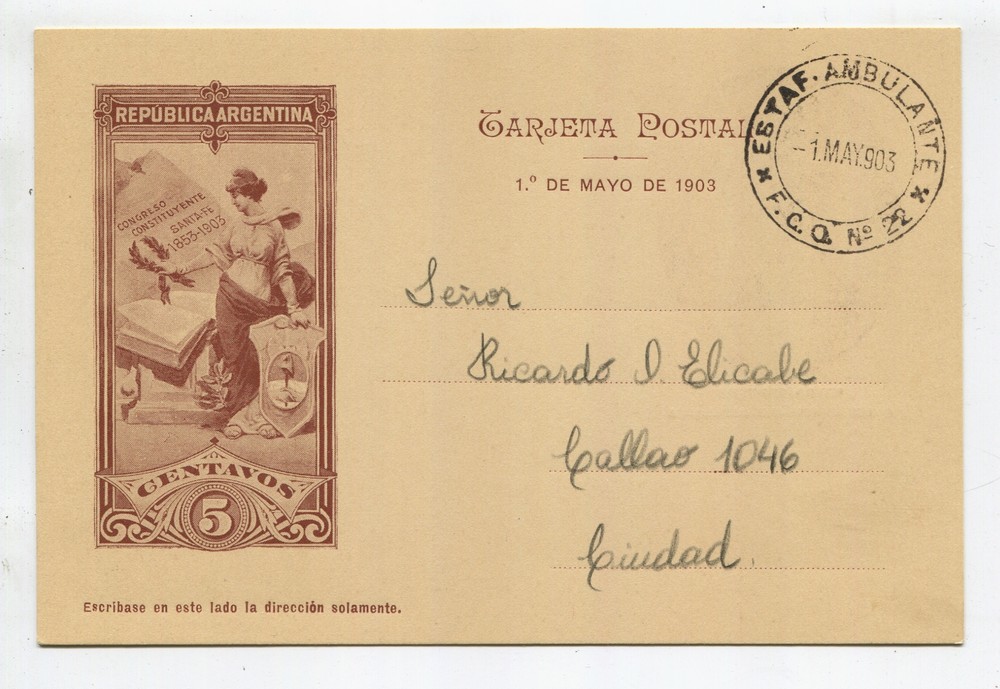 REPÚBLICA ARGENTINA
CONGRESO
CONSTITUYENTE
SANTA-FE
1853-1903
CENTAVOS
5
TARJETA POSTAL
1.º DE MAYO DE 1903
ESTAF. AMBULANTE
-1.MAY.903
F.C.O. Nº 22
Señor
Ricardo I. Elicabe
Callao 1046
Ciudad.
Escríbase en este lado la dirección solamente.